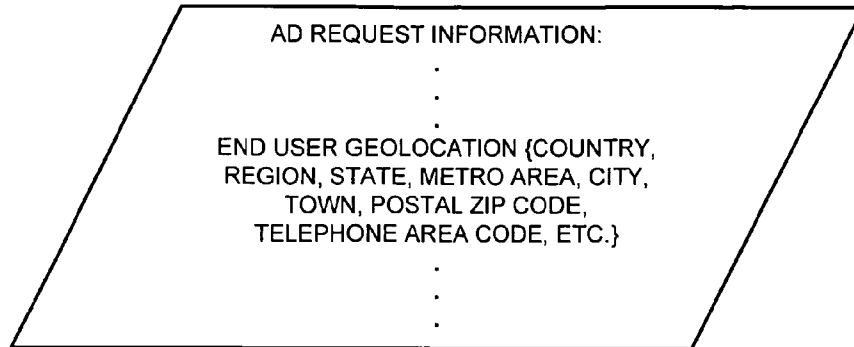 AD REQUEST INFORMATION:
.
.
.
END USER GEOLOCATION {COUNTRY,
REGION, STATE, METRO AREA, CITY,
TOWN, POSTAL ZIP CODE,
TELEPHONE AREA CODE, ETC.}
.
.
.